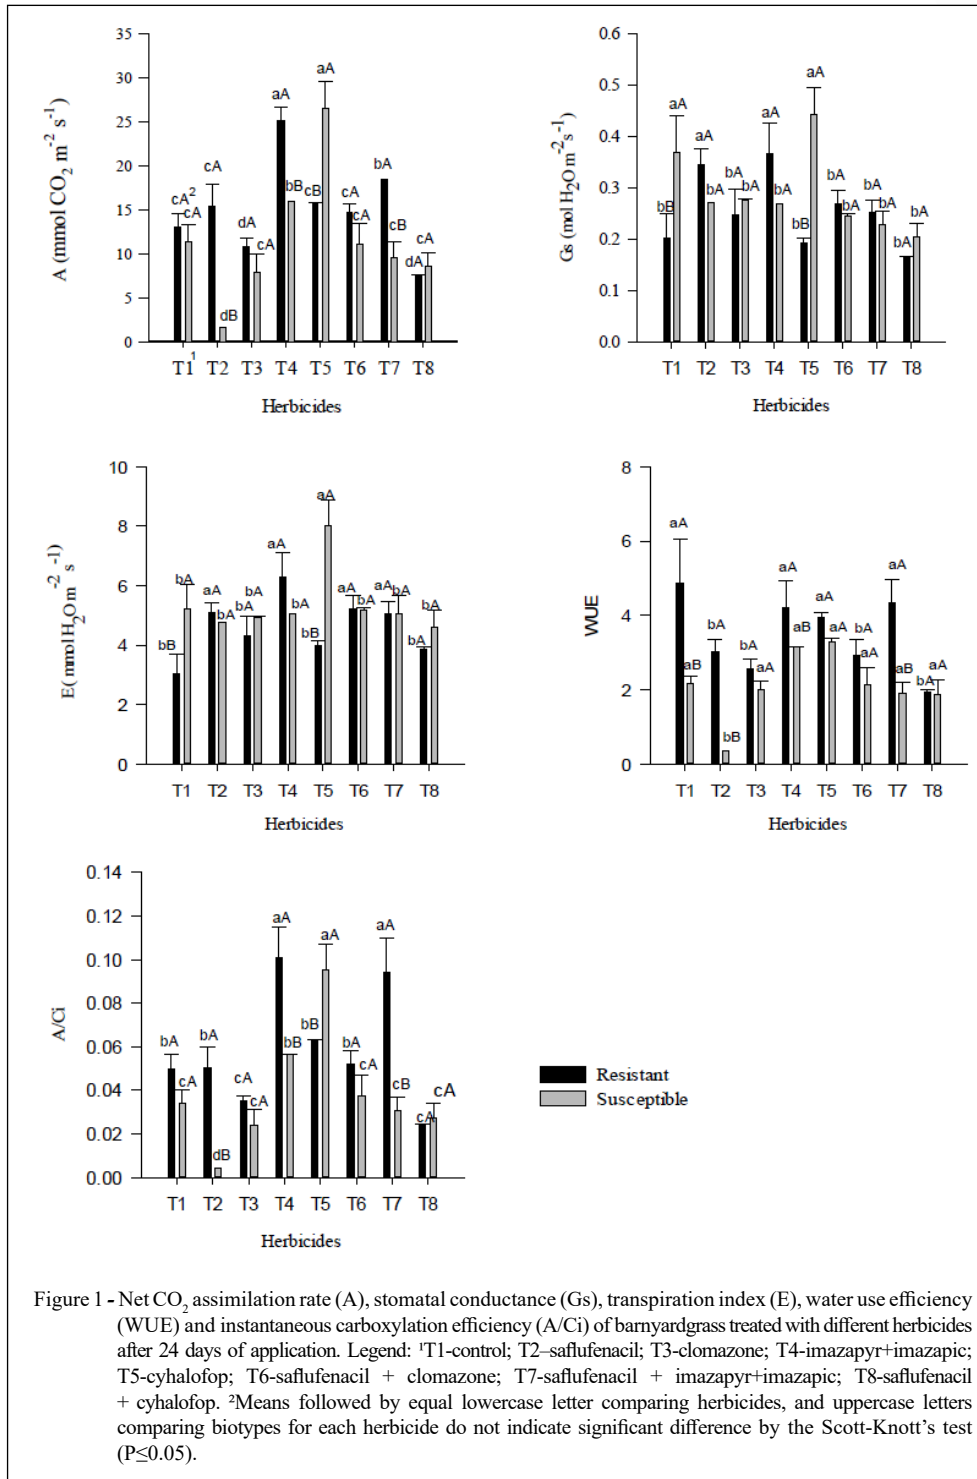 35
30
25
20
15
10
5
0
A (mmol CO2 m-2 s-1)
cA2
cA
cA
dB
dA
cA
aA
bB
cB
aA
cA
cA
bA
cB
dA
cA
T11 T2 T3 T4 T5 T6 T7 T8
Herbicides
0.6
0.5
0.4
0.3
0.2
0.1
0.0
Gs (mol H2O m-2s-1)
bB
aA
aA
bA
bA
bA
aA
bA
bB
aA
bA
bA
bA
bA
bA
bA
T1 T2 T3 T4 T5 T6 T7 T8
Herbicides
10
8
6
4
2
0
E( mmol H2O m-2 s-1)
bB
bA
aA
bA
bA
bA
aA
bA
bB
aA
aA
bA
aA
bA
bA
bA
T1 T2 T3 T4 T5 T6 T7 T8
Herbicides
8
6
4
2
0
WUE
aA
aB
bA
bB
bA
aA
aA
aB
aA
aA
bA
aA
aA
aB
bA
aA
T1 T2 T3 T4 T5 T6 T7 T8
Herbicides
0.14
0.12
0.10
0.08
0.06
0.04
0.02
0.00
A/Ci
bA
cA
bA
dB
cA
cA
aA
bB
bB
aA
bA
cA
aA
cB
cA
cA
T1 T2 T3 T4 T5 T6 T7 T8
Herbicides
Resistant
Susceptible
Figure 1 - Net CO2 assimilation rate (A), stomatal conductance (Gs), transpiration index (E), water use efficiency
(WUE) and instantaneous carboxylation efficiency (A/Ci) of barnyardgrass treated with different herbicides
after 24 days of application. Legend: ¹T1-control; T2–saflufenacil; T3-clomazone; T4-imazapyr+imazapic;
T5-cyhalofop; T6-saflufenacil + clomazone; T7-saflufenacil + imazapyr+imazapic; T8-saflufenacil
+ cyhalofop. ²Means followed by equal lowercase letter comparing herbicides, and uppercase letters
comparing biotypes for each herbicide do not indicate significant difference by the Scott-Knott’s test
(P≤0.05).